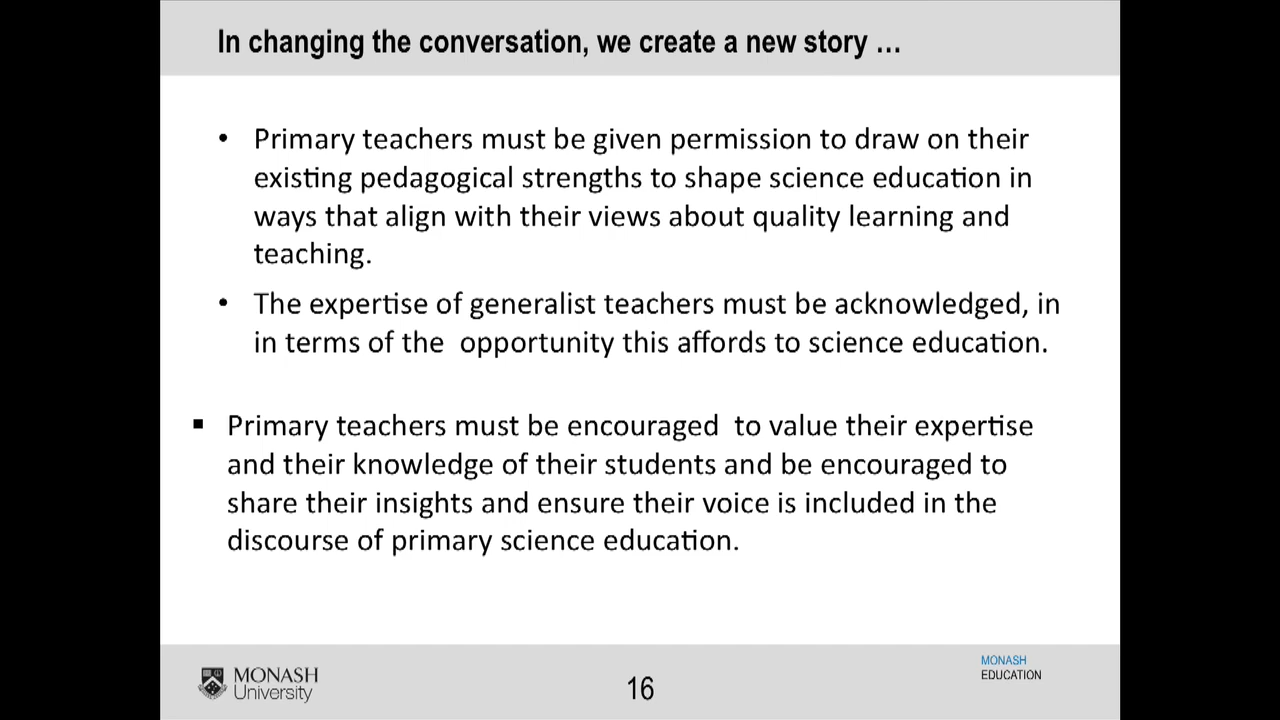 In changing the conversation, we create a new story …
• Primary teachers must be given permission to draw on their
existing pedagogical strengths to shape science education in
ways that align with their views about quality learning and
teaching.
• The expertise of generalist teachers must be acknowledged, in
in terms of the  opportunity this affords to science education.
▪ Primary teachers must be encouraged  to value their expertise
and their knowledge of their students and be encouraged to
share their insights and ensure their voice is included in the
discourse of primary science education.
MONASH
University
16
MONASH
EDUCATION